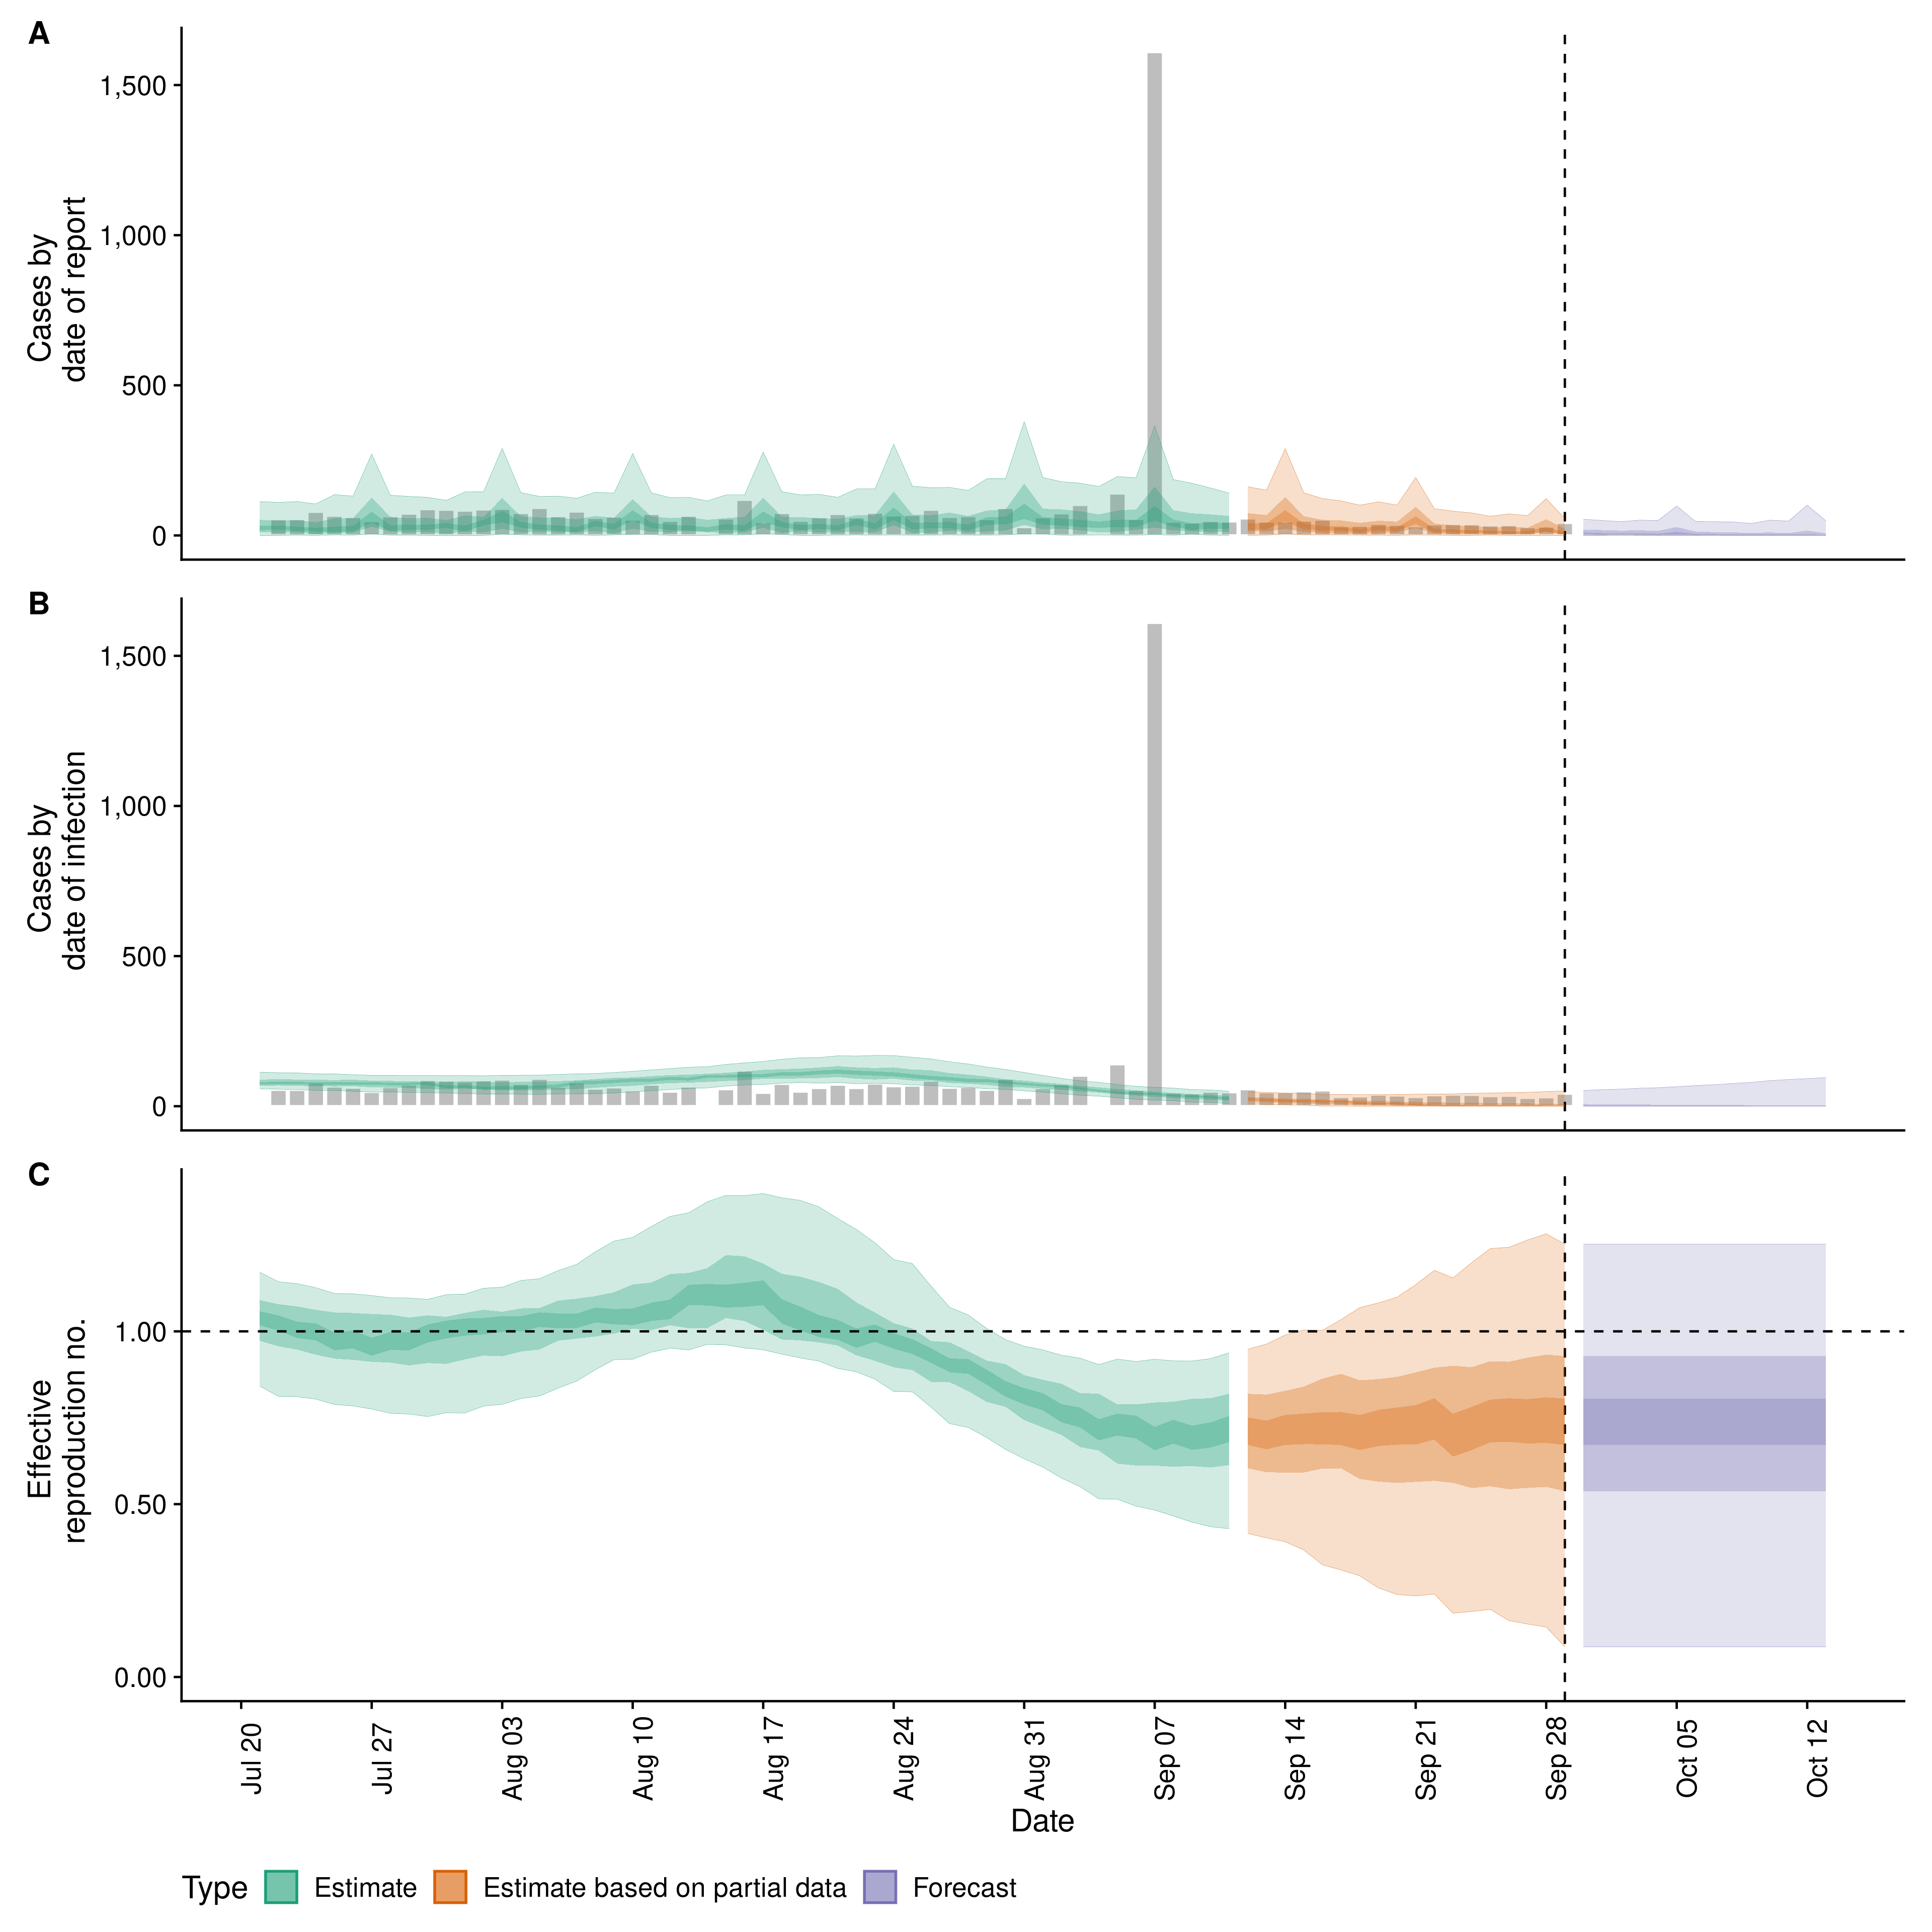 A
Cases by
date of report
1,500
1,000
500
0
B
Cases by
date of infection
1,500
1,000
500
0
C
Effective
reproduction no.
1.00
0.50
0.00
Jul 20
Jul 27
Aug 03
Aug 10
Aug 17
Aug 24
Aug 31
Sep 07
Sep 14
Sep 21
Sep 28
Oct 05
Oct 12
Date
Type Estimate Estimate based on partial data Forecast